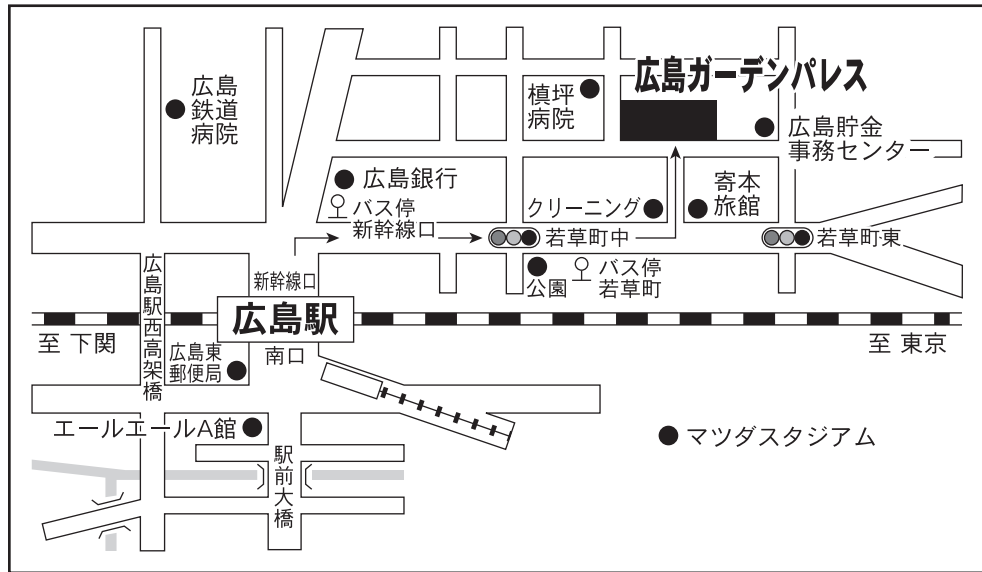 広島ガーデンパレス
広島
鉄道
病院
槙坪
病院
広島貯金
事務センター
広島銀行
バス停
新幹線口
クリーニング
寄本
旅館
若草町中
若草町東
公園
バス停
若草町
新幹線口
広島駅
南口
至 下関
至 東京
広島駅西高架橋
広島東
郵便局
エールエールA館
駅前大橋
マツダスタジアム